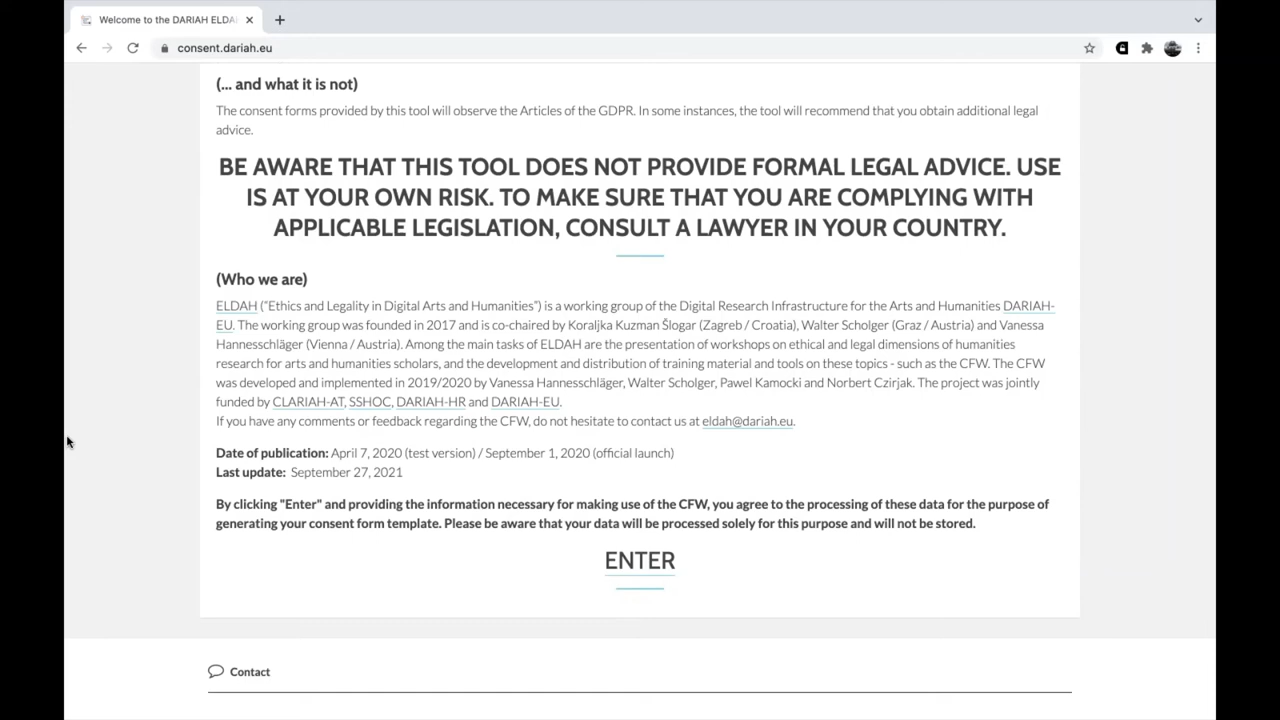 Welcome to the DARIAH ELDA
consent.dariah.eu
(... and what it is not)
The consent forms provided by this tool will observe the Articles of the GDPR. In some instances, the tool will recommend that you obtain additional legal
advice.
BE AWARE THAT THIS TOOL DOES NOT PROVIDE FORMAL LEGAL ADVICE. USE
IS AT YOUR OWN RISK. TO MAKE SURE THAT YOU ARE COMPLYING WITH
APPLICABLE LEGISLATION, CONSULT A LAWYER IN YOUR COUNTRY.
(Who we are)
ELDAH (“Ethics and Legality in Digital Arts and Humanities”) is a working group of the Digital Research Infrastructure for the Arts and Humanities DARIAH-
EU. The working group was founded in 2017 and is co-chaired by Koraljka Kuzman Šlogar (Zagreb / Croatia), Walter Scholger (Graz / Austria) and Vanessa
Hannesschläger (Vienna / Austria). Among the main tasks of ELDAH are the presentation of workshops on ethical and legal dimensions of humanities
research for arts and humanities scholars, and the development and distribution of training material and tools on these topics - such as the CFW. The CFW
was developed and implemented in 2019/2020 by Vanessa Hannesschläger, Walter Scholger, Pawel Kamocki and Norbert Czirjak. The project was jointly
funded by CLARIAH-AT, SSHOC, DARIAH-HR and DARIAH-EU.
If you have any comments or feedback regarding the CFW, do not hesitate to contact us at eldah@dariah.eu.
Date of publication: April 7, 2020 (test version) / September 1, 2020 (official launch)
Last update: September 27, 2021
By clicking "Enter" and providing the information necessary for making use of the CFW, you agree to the processing of these data for the purpose of
generating your consent form template. Please be aware that your data will be processed solely for this purpose and will not be stored.
ENTER
Contact